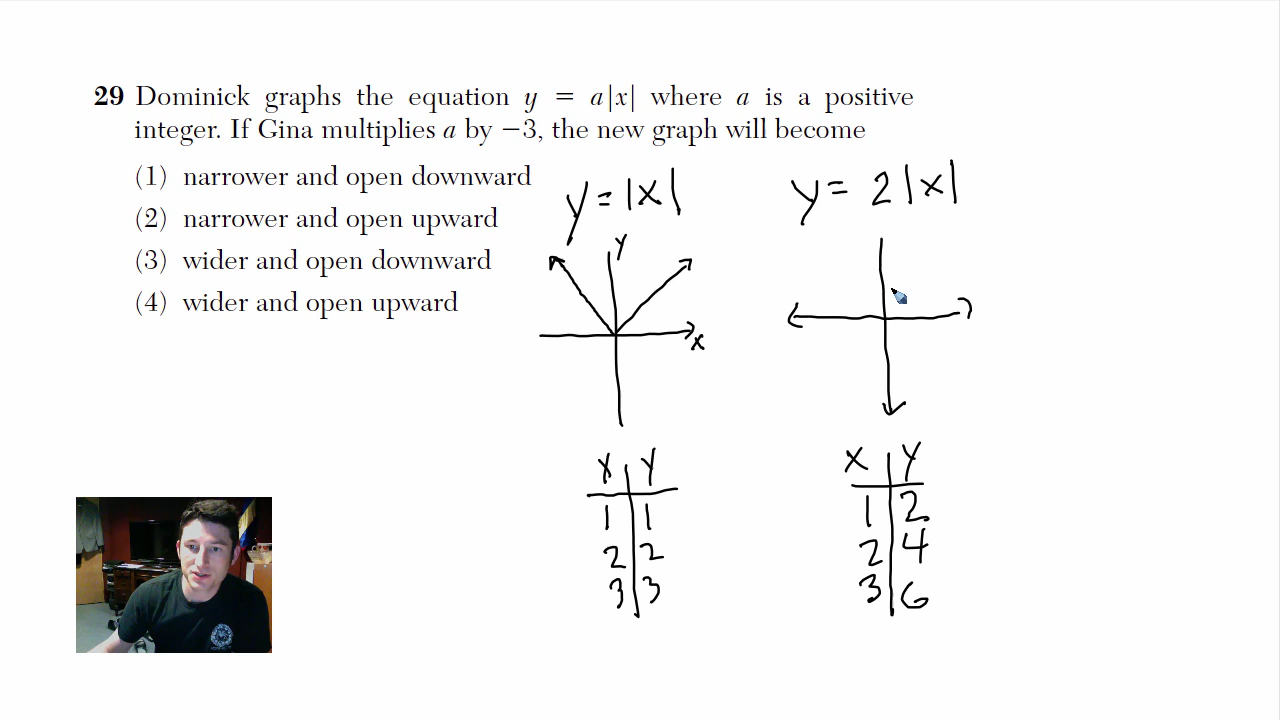 29 Dominick graphs the equation y = a|x| where a is a positive
integer. If Gina multiplies a by −3, the new graph will become
(1) narrower and open downward
(2) narrower and open upward
(3) wider and open downward
(4) wider and open upward
y = |x|
y
x
x y
1 1
2 2
3 3
y = 2|x|
x y
1 2
2 4
3 6